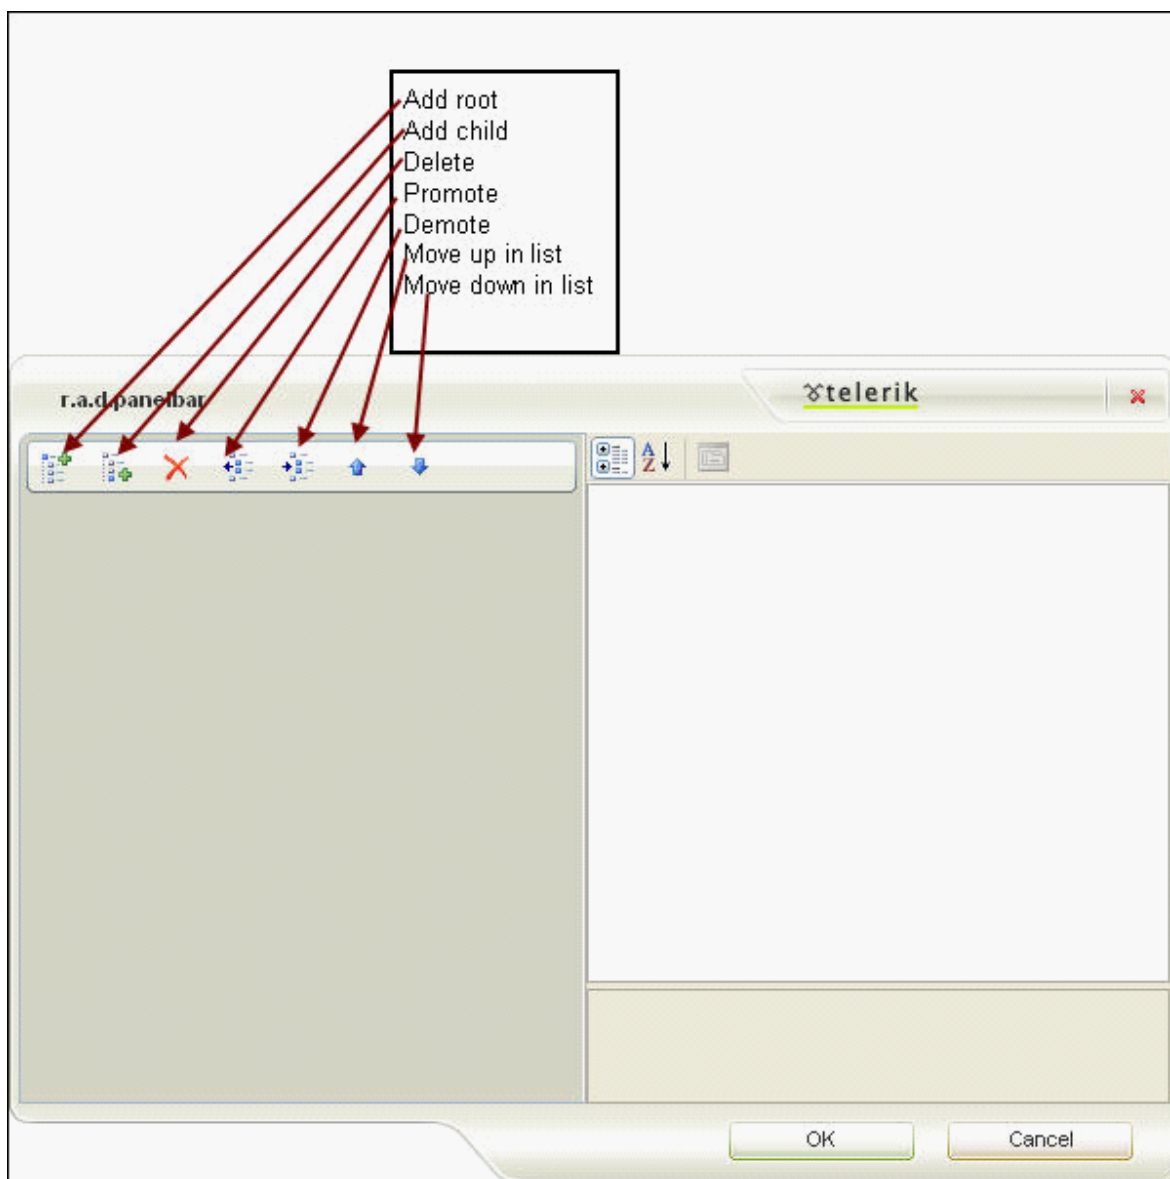 Add root
Add child
Delete
Promote
Demote
Move up in list
Move down in list
r.a.d.panelbar
telerik
A
Z
OK
Cancel